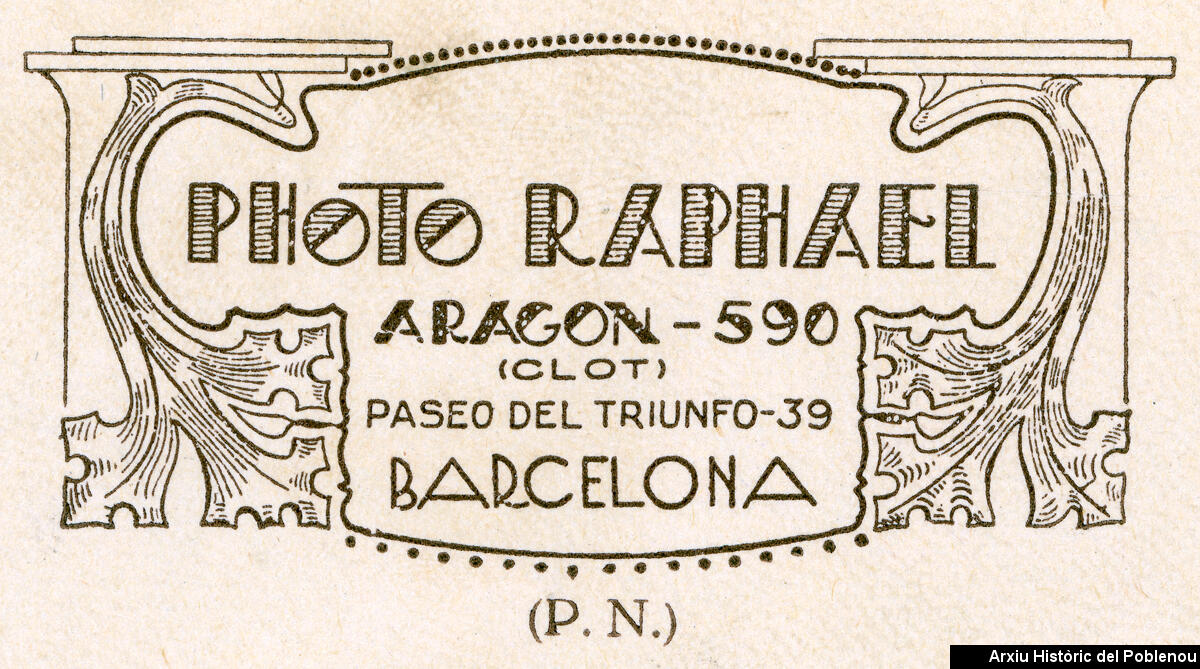 PHOTO RAPHAEL
ARAGON - 590
(CLOT)
PASEO DEL TRIUNFO-39
BARCELONA
(P. N.)
Arxiu Històric del Poblenou